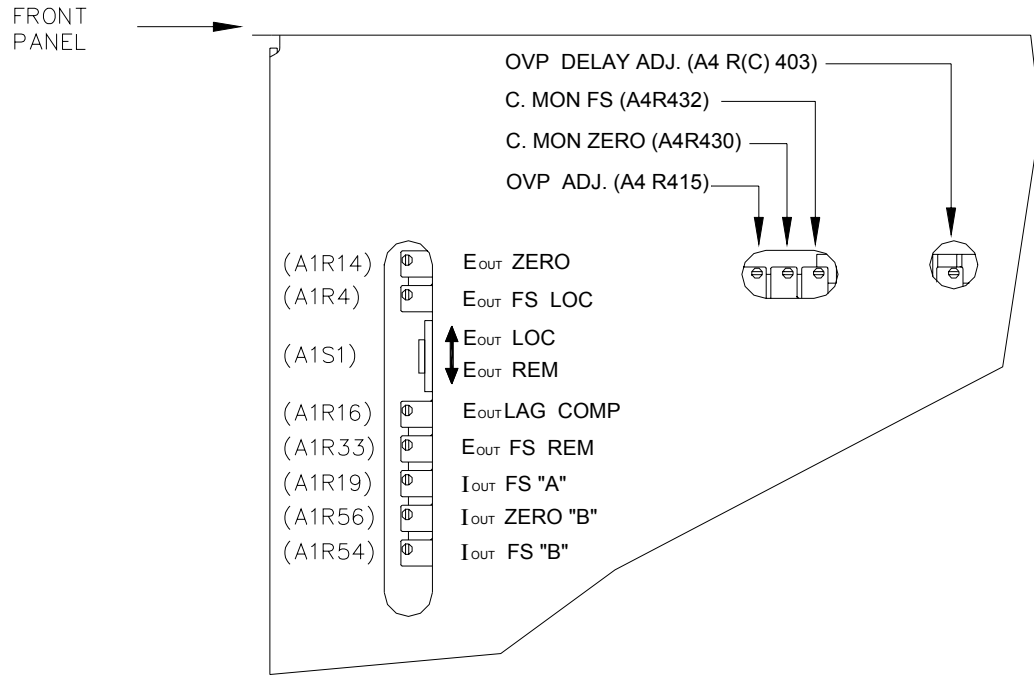 FRONT
PANEL
OVP DELAY ADJ. (A4 R(C) 403)
C. MON FS (A4R432)
C. MON ZERO (A4R430)
OVP ADJ. (A4 R415)
(A1R14) EOUT ZERO
(A1R4) EOUT FS LOC
(A1S1) EOUT LOC
EOUT REM
(A1R16) EOUT LAG COMP
(A1R33) EOUT FS REM
(A1R19) IOUT FS "A"
(A1R56) IOUT ZERO "B"
(A1R54) IOUT FS "B"